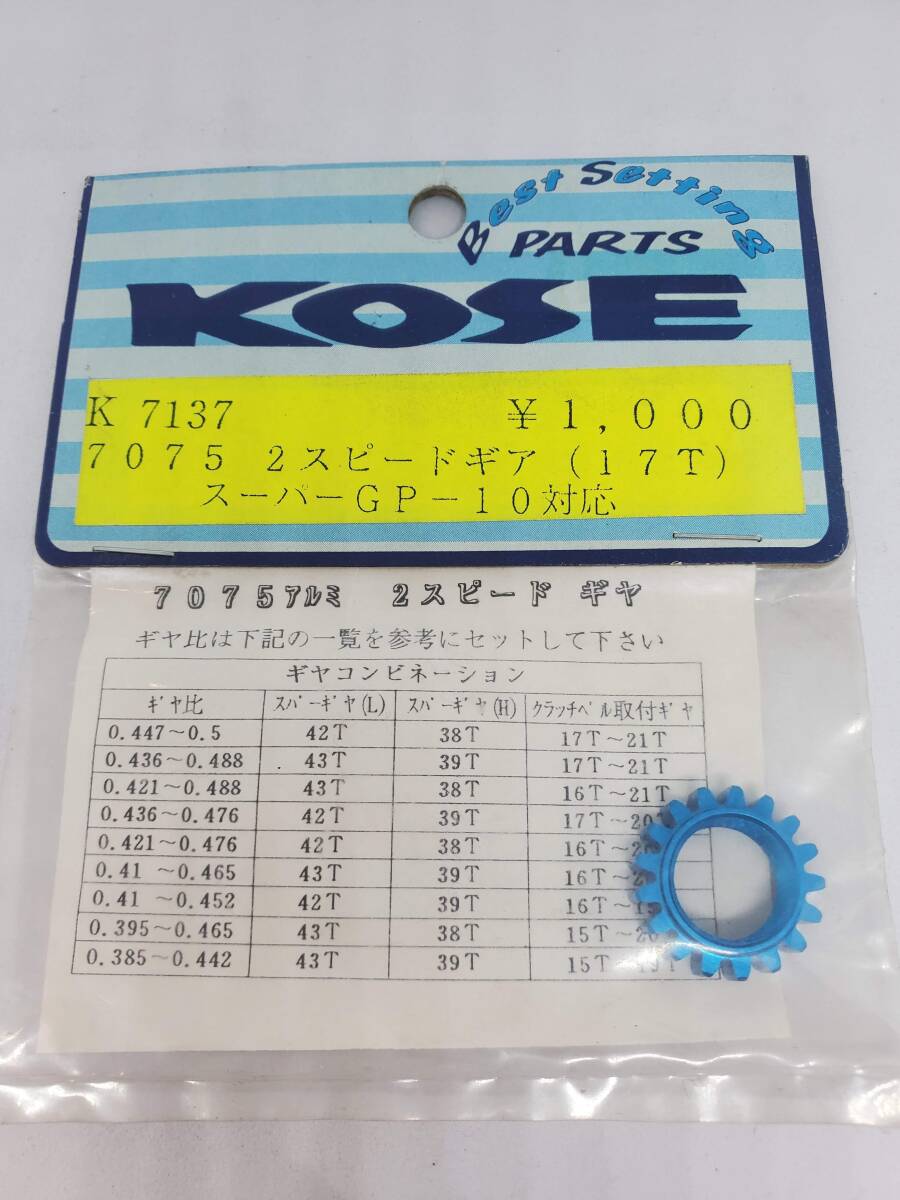 Best Setting
PARTS
KOSE
K 7137 ¥1,000
7075 2スピードギア (17T)
スーパーGP-10対応
7075アルミ 2スピード ギヤ
ギヤ比は下記の一覧を参考にセットして下さい
ギヤコンビネーション
ギヤ比 スパーギヤ(L) スパーギヤ(H) クラッチベル取付ギヤ
0.447~0.5 42T 38T 17T~21T
0.436~0.488 43T 39T 17T~21T
0.421~0.488 43T 38T 16T~21T
0.436~0.476 42T 39T 17T~
0.421~0.476 42T 38T 16T~
0.41 ~0.465 43T 39T 16T~
0.41 ~0.452 42T 39T 16T~
0.395~0.465 43T 38T 15T~
0.385~0.442 43T 39T 15T~19T